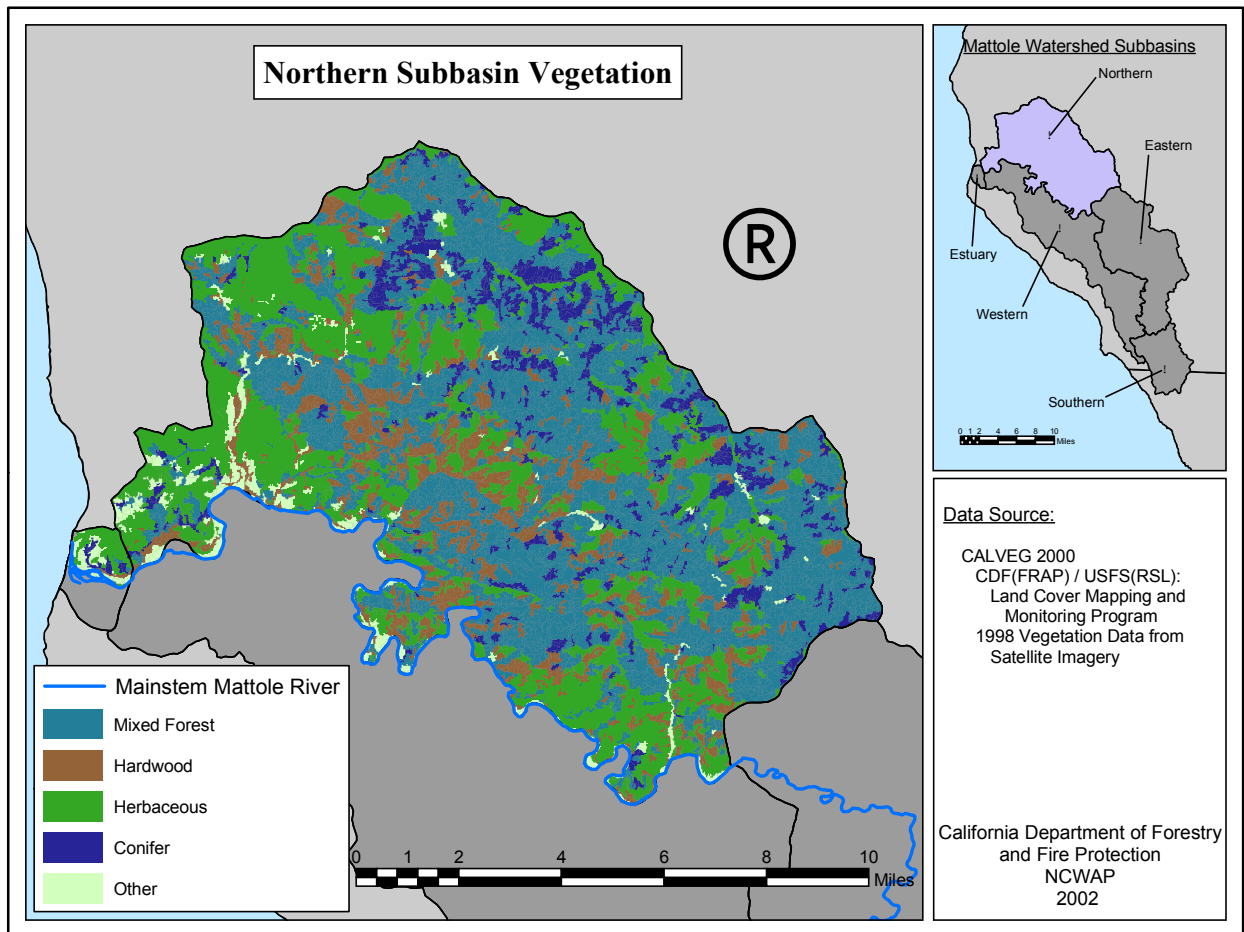 Northern Subbasin Vegetation
®
Mainstem Mattole River
Mixed Forest
Hardwood
Herbaceous
Conifer
Other
0 1 2 4 6 8 10
Miles
Mattole Watershed Subbasins
Northern
Eastern
Estuary
Western
Southern
0 1 2 4 6 8 10
Miles
Data Source:
CALVEG 2000
CDF(FRAP) / USFS(RSL):
Land Cover Mapping and
Monitoring Program
1998 Vegetation Data from
Satellite Imagery
California Department of Forestry
and Fire Protection
NCWAP
2002